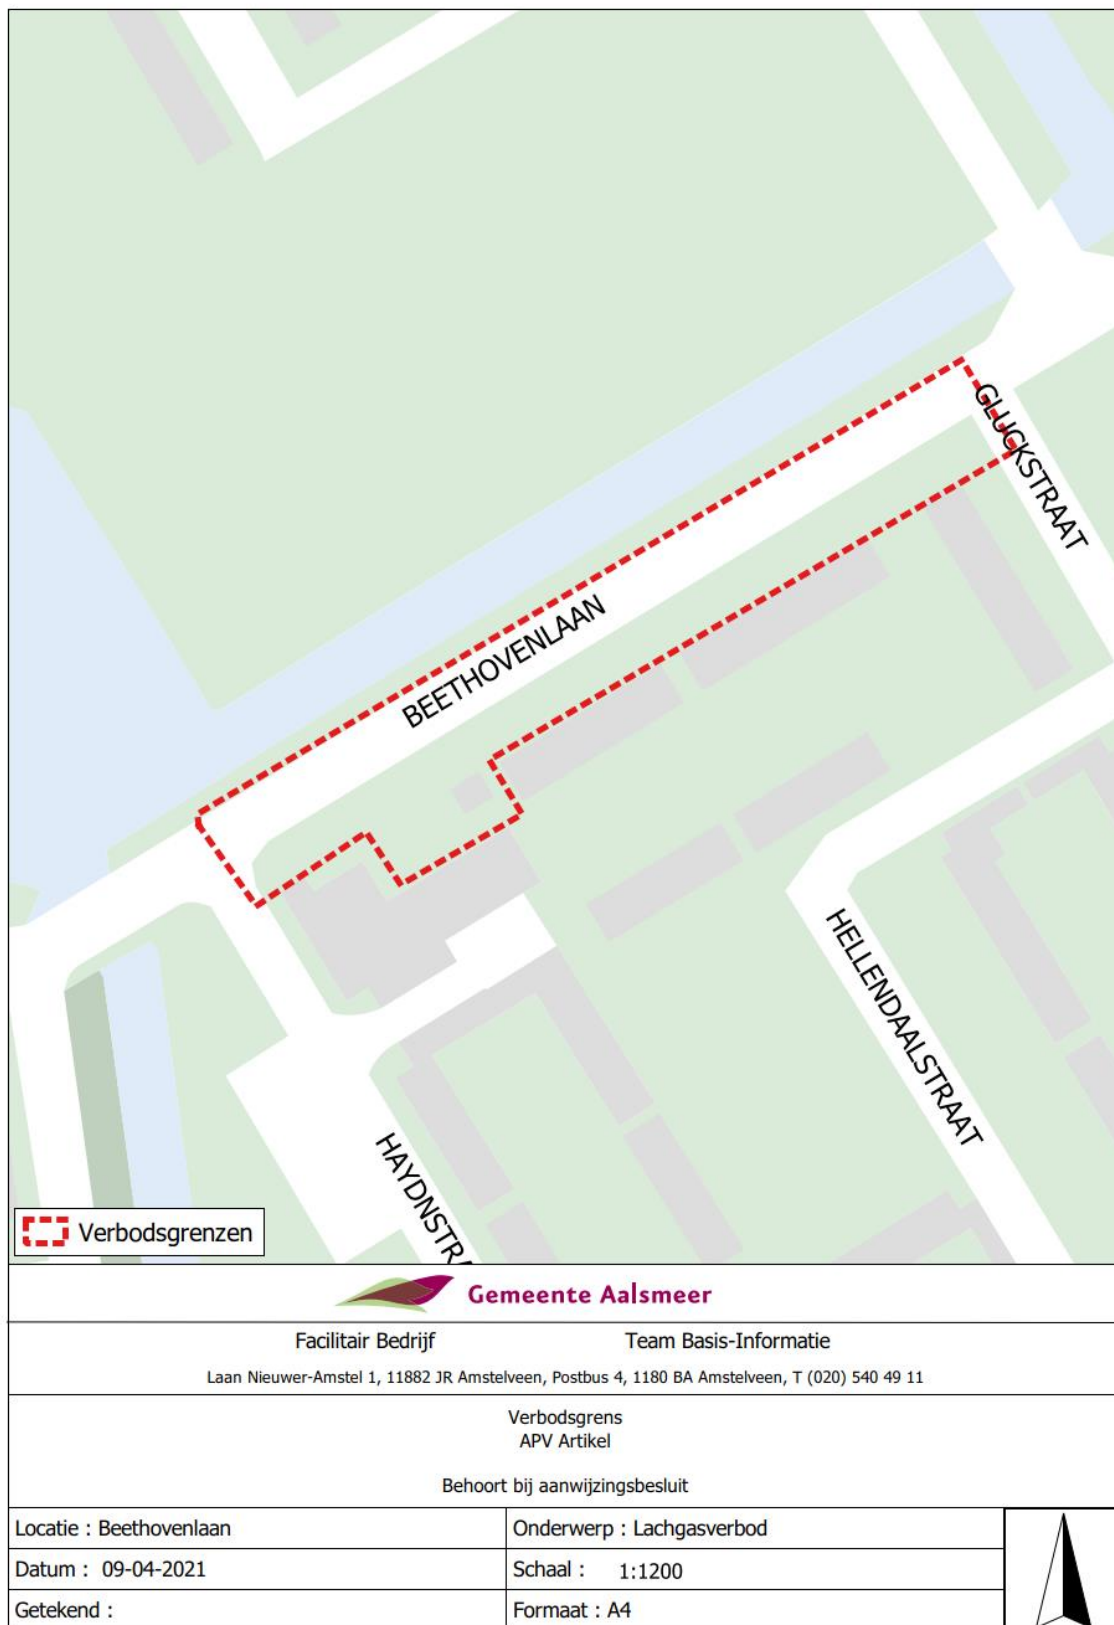 GLUCKSTRAAT
BEETHOVENLAAN
HELLENDAALSTRAAT
HAYDNSTRA
Verbodsgrenzen
Gemeente Aalsmeer
Facilitair Bedrijf Team Basis-Informatie
Laan Nieuwer-Amstel 1, 11882 JR Amstelveen, Postbus 4, 1180 BA Amstelveen, T (020) 540 49 11
Verbodsgrens
APV Artikel
Behoort bij aanwijzingsbesluit
Locatie : Beethovenlaan Onderwerp : Lachgasverbod
Datum : 09-04-2021 Schaal : 1:1200
Getekend : Formaat : A4